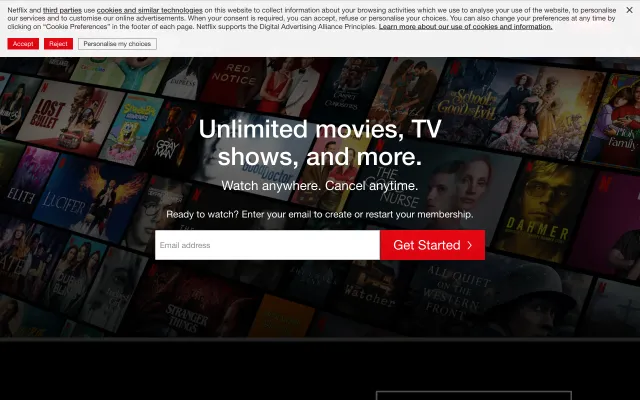 Netflix and third parties use cookies and similar technologies on this website to collect information about your browsing activities which we use to analyse your use of the website, to personalise
our services and to customise our online advertisements. When your consent is required, you can accept, refuse or personalise your choices. You can also change your preferences at any time by
clicking on "Cookie Preferences" in the footer of each page. Netflix supports the Digital Advertising Alliance Principles. Learn more about our use of cookies and information.
Accept Reject Personalise my choices
RED
NOTICE
LOST
BULLET
SpongeBob
THE
GRAY
MAN
School
Good Evil
Family
Unlimited movies, TV
shows, and more.
Watch anywhere. Cancel anytime.
THE
NURSE
ELITE
LUCIFER
DAHMER
Ready to watch? Enter your email to create or restart your membership.
Email address
Get Started
STRANGER
THINGS
Watcher
ALL QUIET
ON THE
WESTERN
FRONT